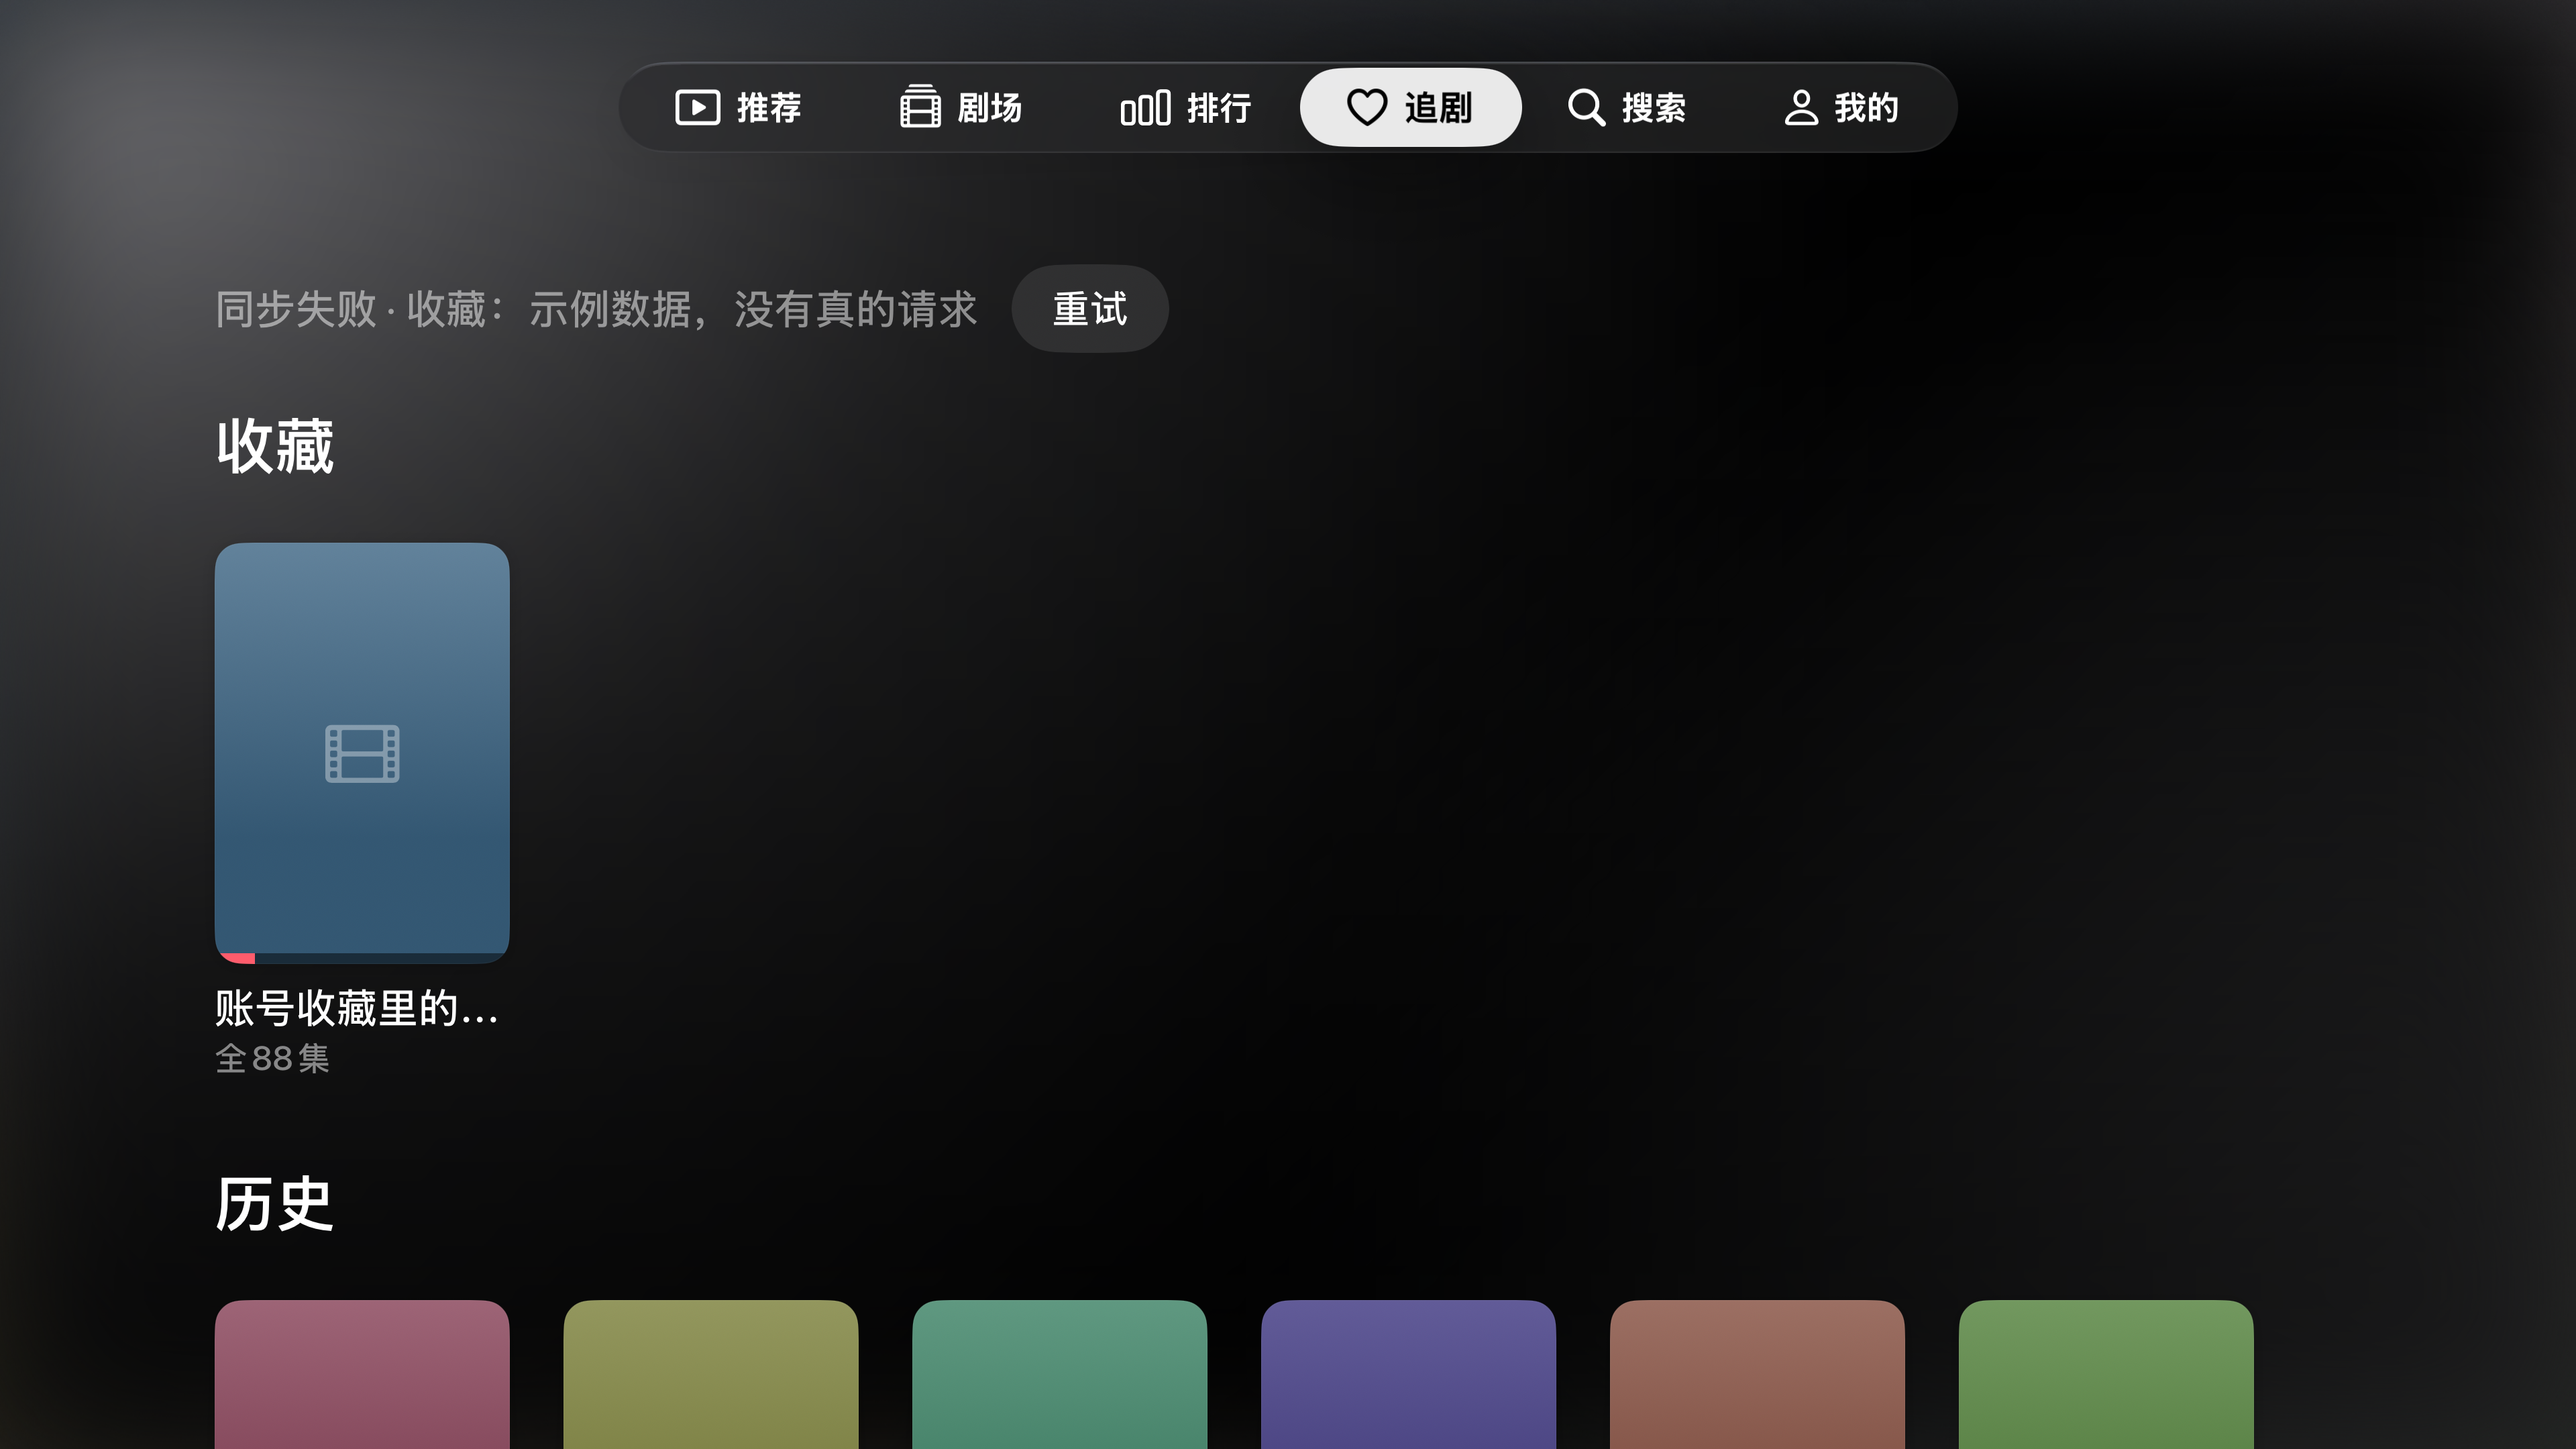 推荐 剧场 排行 追剧 搜索 我的
同步失败 · 收藏：示例数据，没有真的请求 重试
收藏
账号收藏里的…
全 88 集
历史